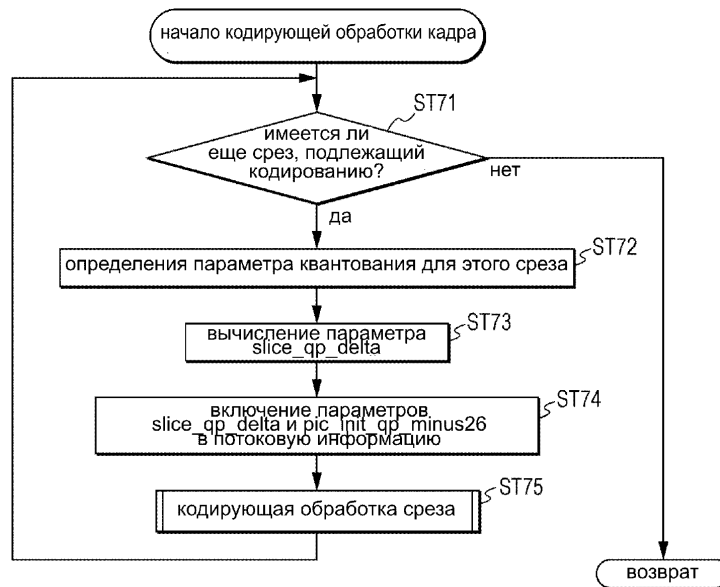 начало кодирующей обработки кадра
ST71
имеется ли
еще срез, подлежащий
кодированию?
нет
да
ST72
определения параметра квантования для этого среза
ST73
вычисление параметра
slice_qp_delta
ST74
включение параметров
slice_qp_delta и pic_init_qp_minus26
в потоковую информацию
ST75
кодирующая обработка среза
возврат